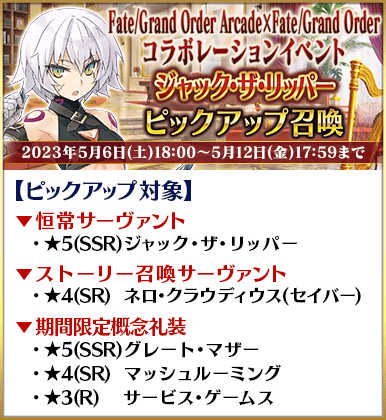 Fate/Grand Order Arcade×Fate/Grand Order
コラボレーションイベント
ジャック・ザ・リッパー
ピックアップ召喚
2023年5月6日(土)18:00～5月12日(金)17:59まで
【ピックアップ対象】
▼恒常サーヴァント
・★5(SSR)ジャック・ザ・リッパー
▼ストーリー召喚サーヴァント
・★4(SR) ネロ・クラウディウス(セイバー)
▼期間限定概念礼装
・★5(SSR)グレート・マザー
・★4(SR) マッシュルーミング
・★3(R) サービス・ゲームス